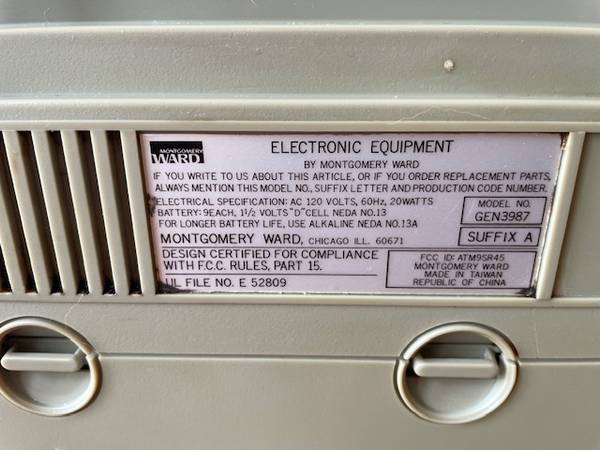 MONTGOMERY
WARD
ELECTRONIC EQUIPMENT
BY MONTGOMERY WARD
IF YOU WRITE TO US ABOUT THIS ARTICLE, OR IF YOU ORDER REPLACEMENT PARTS,
ALWAYS MENTION THIS MODEL NO., SUFFIX LETTER AND PRODUCTION CODE NUMBER.
ELECTRICAL SPECIFICATION: AC 120 VOLTS, 60Hz, 20WATTS
BATTERY: 9EACH, 1½ VOLTS "D" CELL NEDA NO.13
FOR LONGER BATTERY LIFE, USE ALKALINE NEDA NO.13A
MODEL NO.
GEN3987
MONTGOMERY WARD, CHICAGO ILL. 60671
SUFFIX A
DESIGN CERTIFIED FOR COMPLIANCE
WITH F.C.C. RULES, PART 15.
UL FILE NO. E 52809
FCC ID: ATM9SR45
MONTGOMERY WARD
MADE IN TAIWAN
REPUBLIC OF CHINA